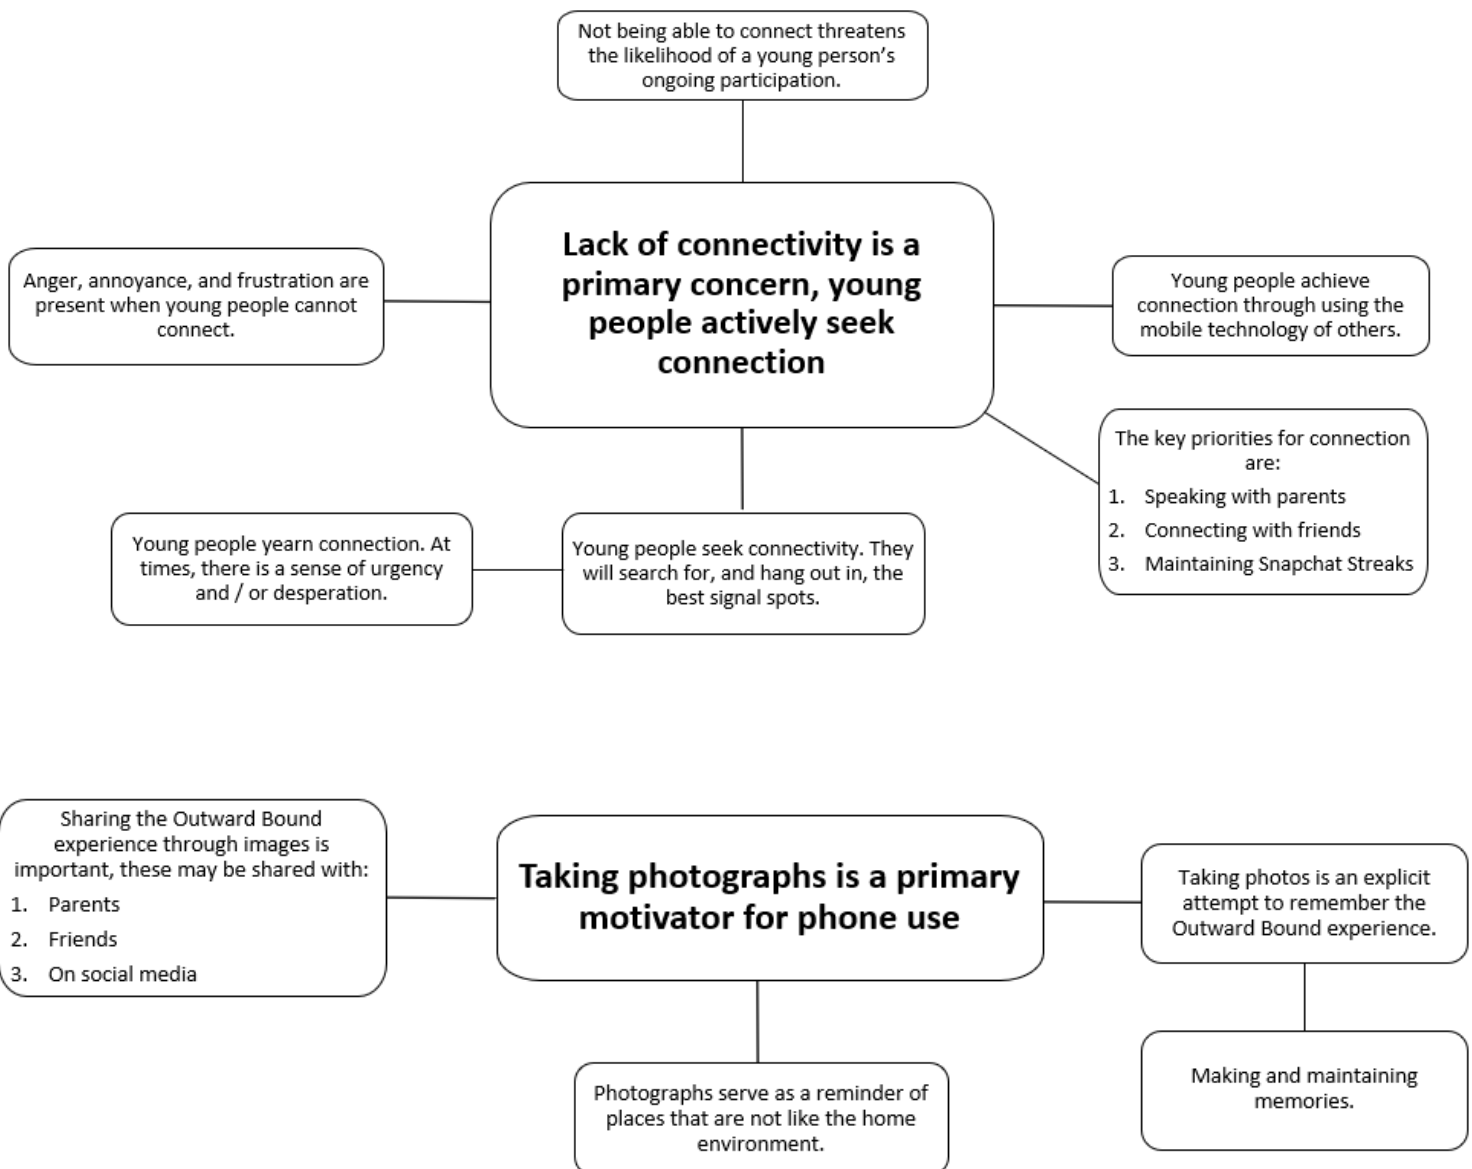 Not being able to connect threatens
the likelihood of a young person's
ongoing participation.
Lack of connectivity is a
primary concern, young
people actively seek
connection
Anger, annoyance, and frustration are
present when young people cannot
connect.
Young people achieve
connection through using the
mobile technology of others.
The key priorities for connection
are:
1. Speaking with parents
2. Connecting with friends
3. Maintaining Snapchat Streaks
Young people yearn connection. At
times, there is a sense of urgency
and / or desperation.
Young people seek connectivity. They
will search for, and hang out in, the
best signal spots.
Sharing the Outward Bound
experience through images is
important, these may be shared with:
1. Parents
2. Friends
3. On social media
Taking photographs is a primary
motivator for phone use
Taking photos is an explicit
attempt to remember the
Outward Bound experience.
Photographs serve as a reminder of
places that are not like the home
environment.
Making and maintaining
memories.